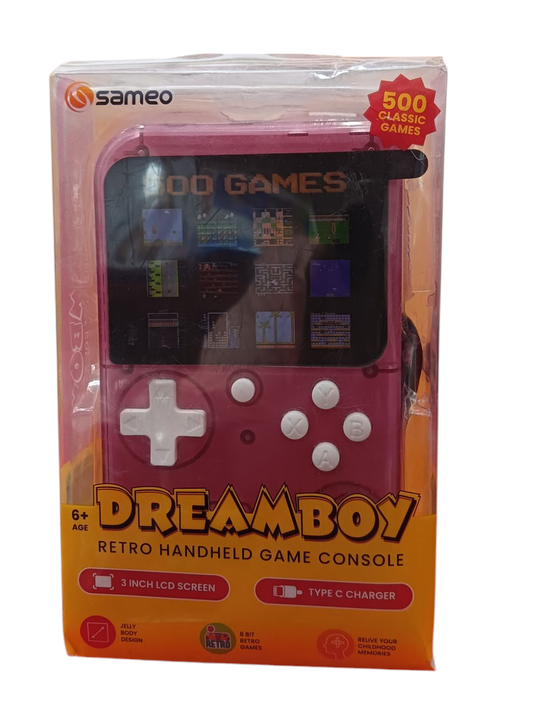 sameo
500
CLASSIC
GAMES
500 GAMES
Y
X
B
A
6+
AGE
DREAMBOY
RETRO HANDHELD GAME CONSOLE
3 INCH LCD SCREEN
TYPE C CHARGER
JELLY
BODY
DESIGN
RETRO
8 BIT
RETRO
GAMES
RELIVE YOUR
CHILDHOOD
MEMORIES